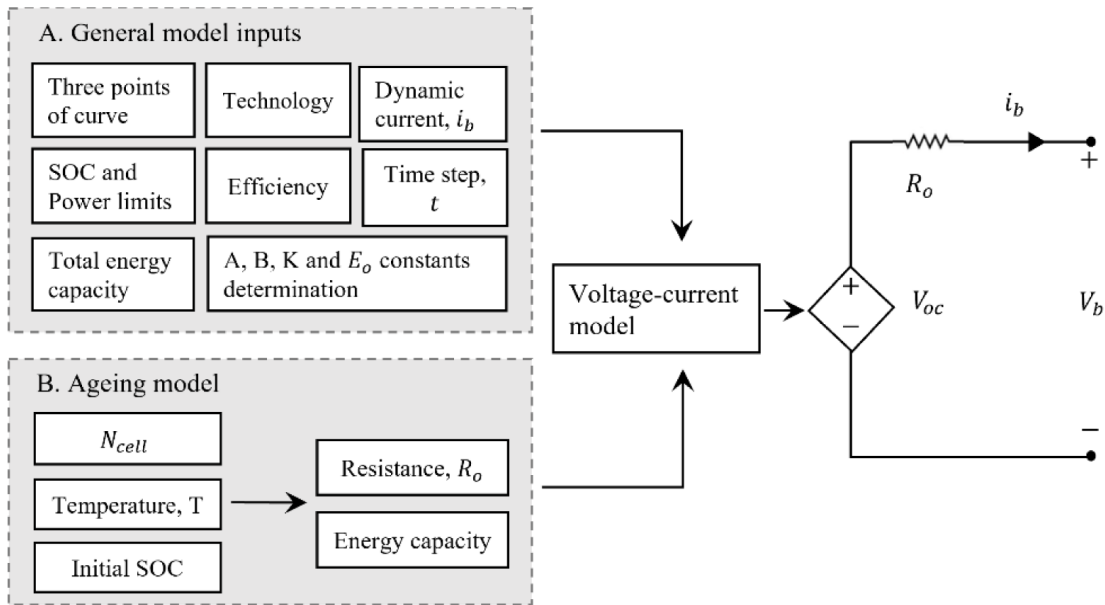 A. General model inputs
Three points
of curve
Technology
Dynamic
current, i_b
SOC and
Power limits
Efficiency
Time step,
t
Total energy
capacity
A, B, K and E_o constants
determination
B. Ageing model
N_cell
Temperature, T
Initial SOC
Resistance, R_o
Energy capacity
Voltage-current
model
i_b
R_o
+
+
−
V_oc
V_b
−